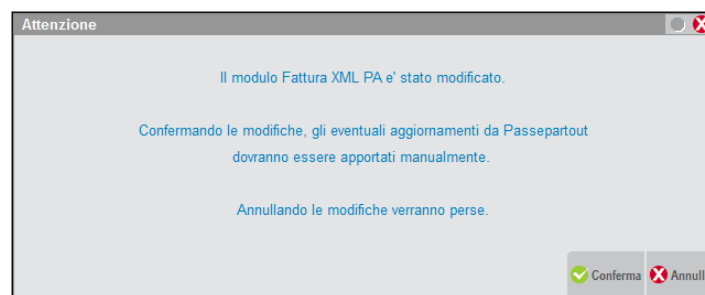 Attenzione
Il modulo Fattura XML PA e' stato modificato.
Confermando le modifiche, gli eventuali aggiornamenti da Passepartout
dovranno essere apportati manualmente.
Annullando le modifiche verranno perse.
Conferma Annull